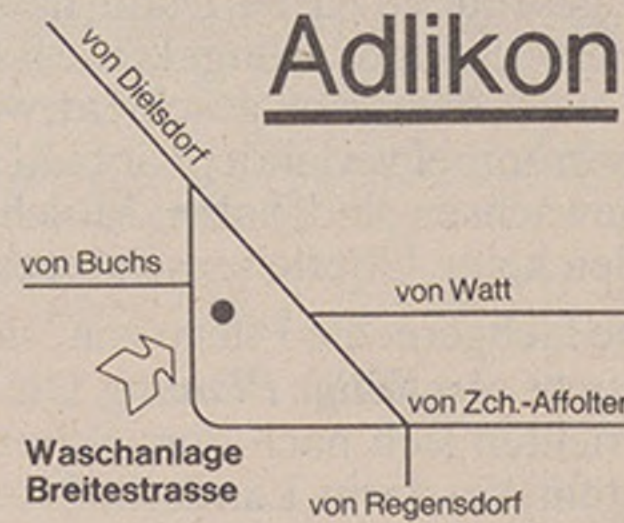 Adlikon
von Dielsdorf
von Buchs
von Watt
von Zch.-Affolter
Waschanlage
Breitestrasse
von Regensdorf